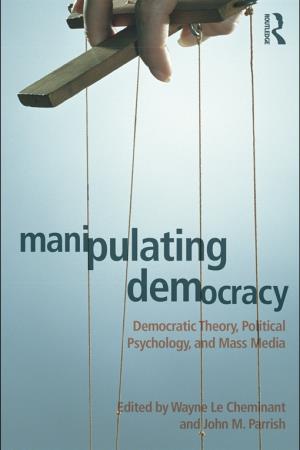 ROUTLEDGE
manipulating
democracy
Democratic Theory, Political
Psychology, and Mass Media
Edited by Wayne Le Cheminant
and John M. Parrish